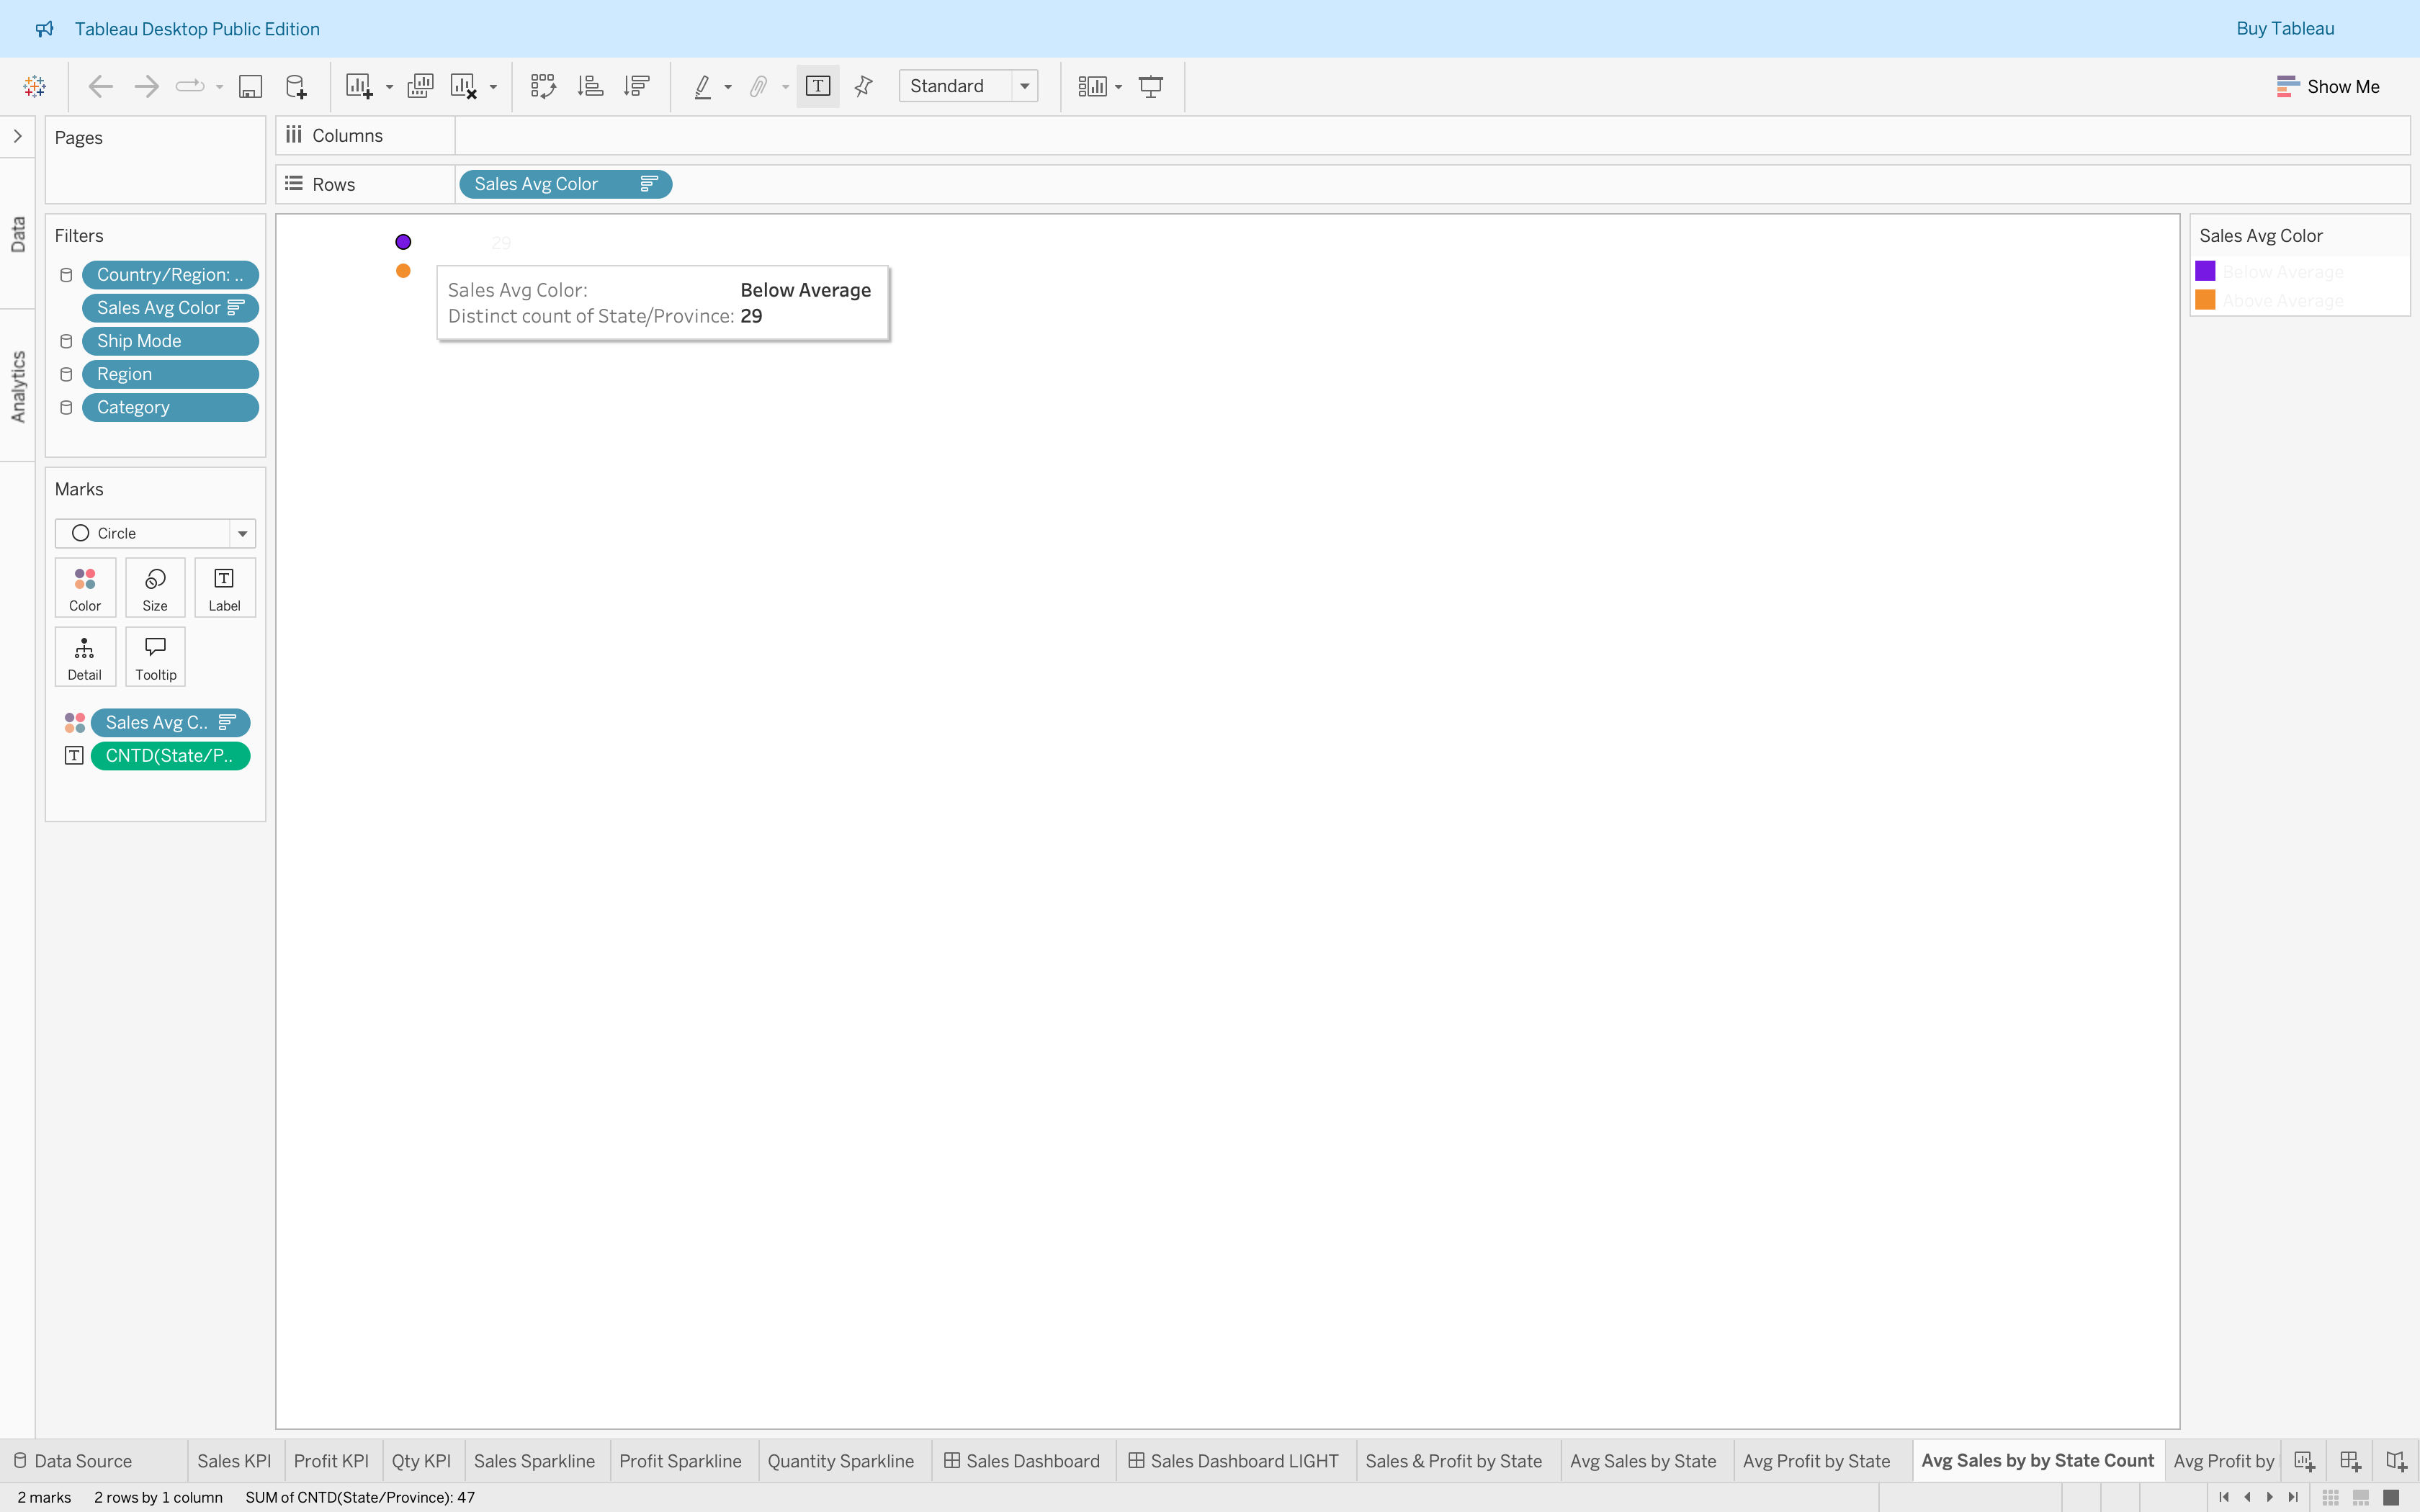 Tableau Desktop Public Edition
Buy Tableau
Standard
Show Me
Pages
Columns
Rows
Sales Avg Color
Data
Analytics
Filters
Country/Region: ..
Sales Avg Color
Ship Mode
Region
Category
29
Sales Avg Color: Below Average
Distinct count of State/Province: 29
Sales Avg Color
Below Average
Above Average
Marks
Circle
Color Size Label
Detail Tooltip
Sales Avg C..
CNTD(State/P..
Data Source Sales KPI Profit KPI Qty KPI Sales Sparkline Profit Sparkline Quantity Sparkline Sales Dashboard Sales Dashboard LIGHT Sales & Profit by State Avg Sales by State Avg Profit by State Avg Sales by by State Count Avg Profit by
2 marks 2 rows by 1 column SUM of CNTD(State/Province): 47